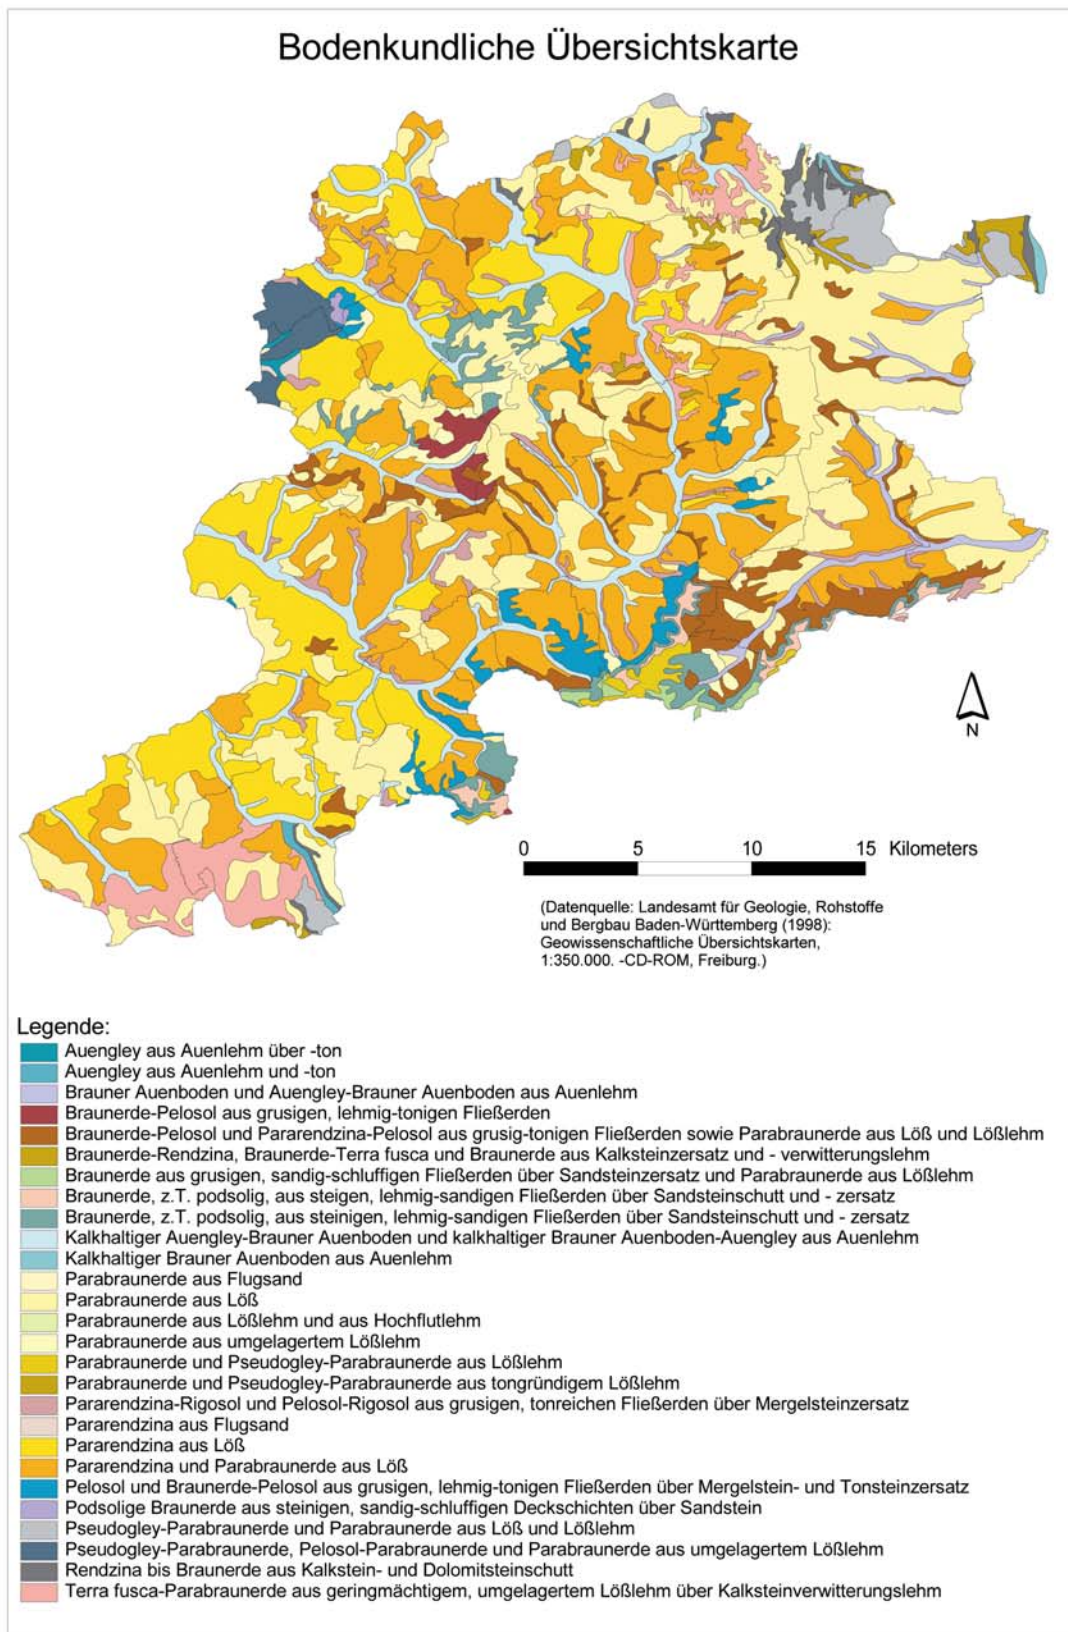 Bodenkundliche Übersichtskarte
N
0 5 10 15 Kilometers
(Datenquelle: Landesamt für Geologie, Rohstoffe
und Bergbau Baden-Württemberg (1998):
Geowissenschaftliche Übersichtskarten,
1:350.000. -CD-ROM, Freiburg.)
Legende:
Auengley aus Auenlehm über -ton
Auengley aus Auenlehm und -ton
Brauner Auenboden und Auengley-Brauner Auenboden aus Auenlehm
Braunerde-Pelosol aus grusigen, lehmig-tonigen Fließerden
Braunerde-Pelosol und Pararendzina-Pelosol aus grusig-tonigen Fließerden sowie Parabraunerde aus Löß und Lößlehm
Braunerde-Rendzina, Braunerde-Terra fusca und Braunerde aus Kalksteinzersatz und - verwitterungslehm
Braunerde aus grusigen, sandig-schluffigen Fließerden über Sandsteinzersatz und Parabraunerde aus Lößlehm
Braunerde, z.T. podsolig, aus steigen, lehmig-sandigen Fließerden über Sandsteinschutt und - zersatz
Braunerde, z.T. podsolig, aus steinigen, lehmig-sandigen Fließerden über Sandsteinschutt und - zersatz
Kalkhaltiger Auengley-Brauner Auenboden und kalkhaltiger Brauner Auenboden-Auengley aus Auenlehm
Kalkhaltiger Brauner Auenboden aus Auenlehm
Parabraunerde aus Flugsand
Parabraunerde aus Löß
Parabraunerde aus Lößlehm und aus Hochflutlehm
Parabraunerde aus umgelagertem Lößlehm
Parabraunerde und Pseudogley-Parabraunerde aus Lößlehm
Parabraunerde und Pseudogley-Parabraunerde aus tongründigem Lößlehm
Pararendzina-Rigosol und Pelosol-Rigosol aus grusigen, tonreichen Fließerden über Mergelsteinzersatz
Pararendzina aus Flugsand
Pararendzina aus Löß
Pararendzina und Parabraunerde aus Löß
Pelosol und Braunerde-Pelosol aus grusigen, lehmig-tonigen Fließerden über Mergelstein- und Tonsteinzersatz
Podsolige Braunerde aus steinigen, sandig-schluffigen Deckschichten über Sandstein
Pseudogley-Parabraunerde und Parabraunerde aus Löß und Lößlehm
Pseudogley-Parabraunerde, Pelosol-Parabraunerde und Parabraunerde aus umgelagertem Lößlehm
Rendzina bis Braunerde aus Kalkstein- und Dolomitsteinschutt
Terra fusca-Parabraunerde aus geringmächtigem, umgelagertem Lößlehm über Kalksteinverwitterungslehm